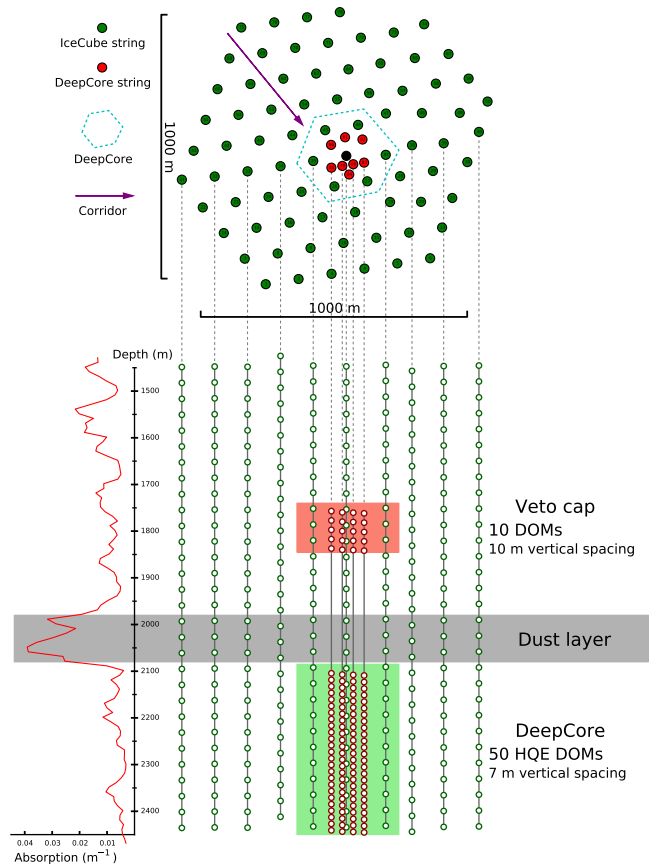 IceCube string
DeepCore string
DeepCore
Corridor
1000 m
1000 m
Depth (m)
1500
1600
1700
1800
1900
2000
2100
2200
2300
2400
0.04 0.03 0.02 0.01
Absorption (m⁻¹)
Veto cap
10 DOMs
10 m vertical spacing
Dust layer
DeepCore
50 HQE DOMs
7 m vertical spacing